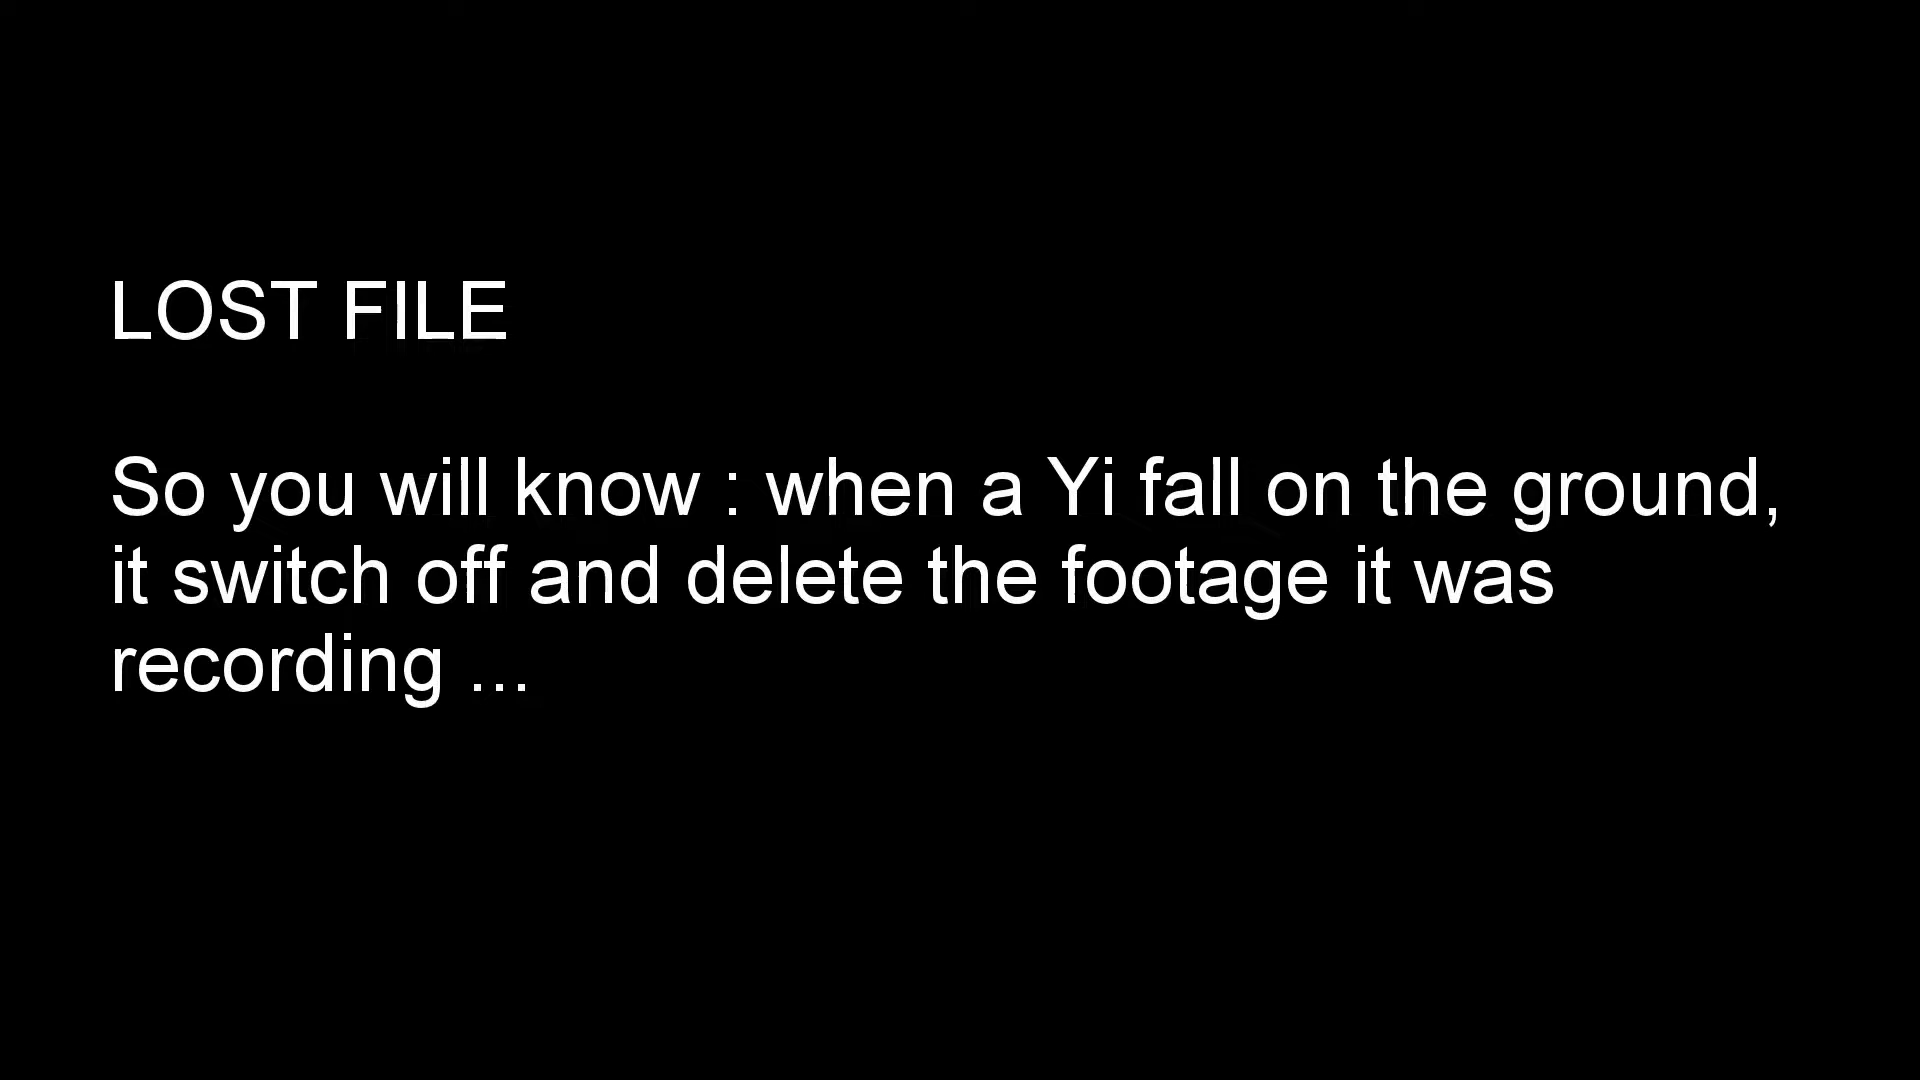 LOST FILE
So you will know : when a Yi fall on the ground,
it switch off and delete the footage it was
recording ...